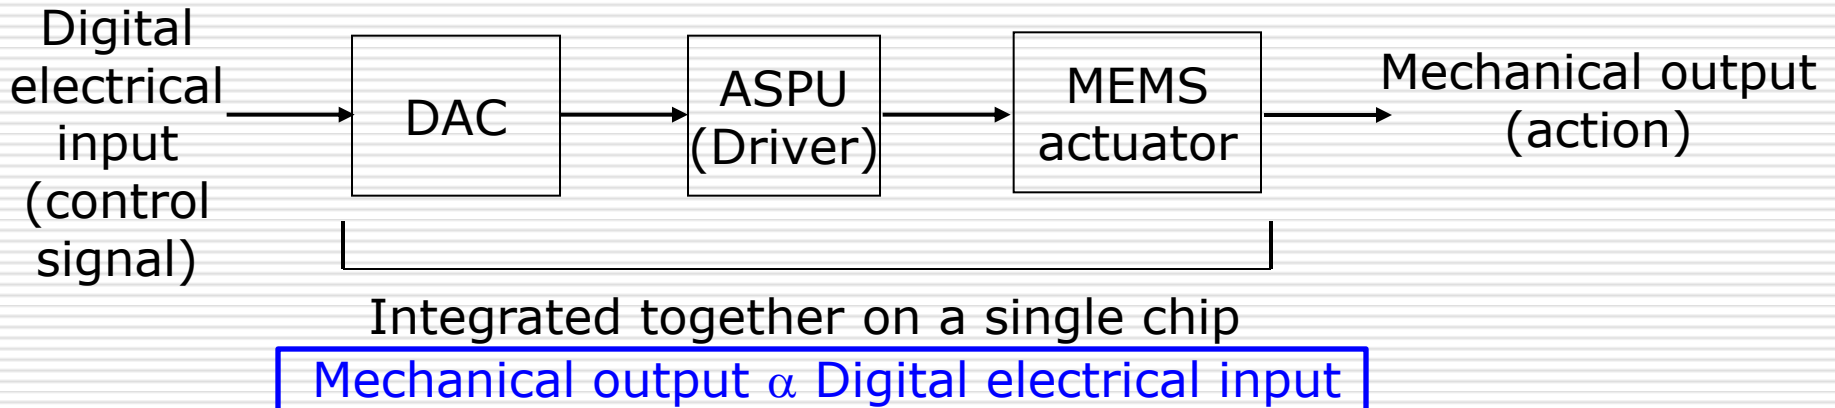 Digital
electrical
input
(control
signal)
DAC
ASPU
(Driver)
MEMS
actuator
Mechanical output
(action)
Integrated together on a single chip
Mechanical output α Digital electrical input